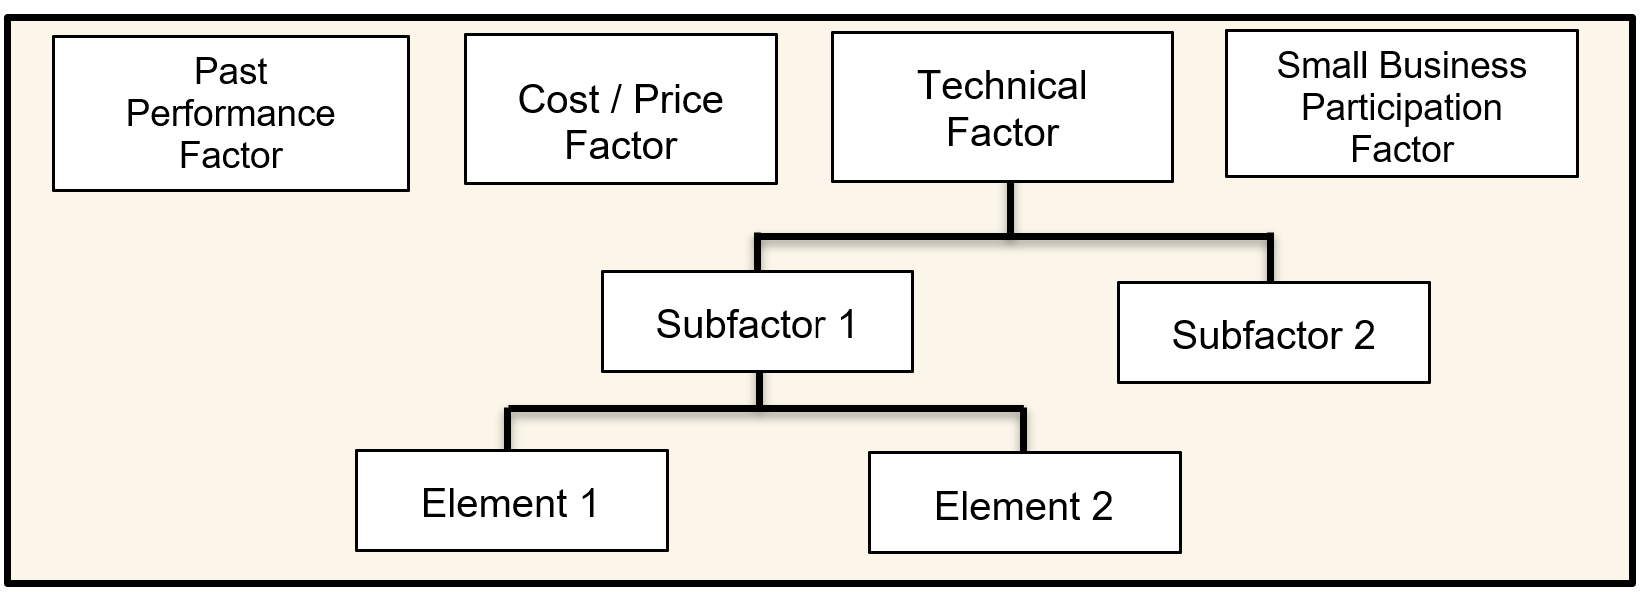 Past
Performance
Factor
Cost / Price
Factor
Technical
Factor
Small Business
Participation
Factor
Subfactor 1
Subfactor 2
Element 1
Element 2